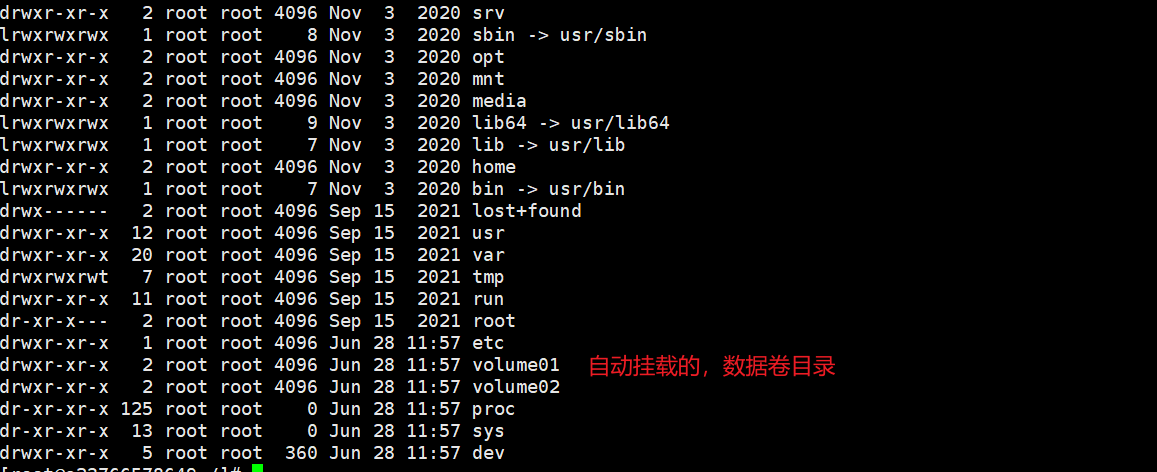 drwxr-xr-x   2 root root 4096 Nov  3  2020 srv
lrwxrwxrwx   1 root root    8 Nov  3  2020 sbin -> usr/sbin
drwxr-xr-x   2 root root 4096 Nov  3  2020 opt
drwxr-xr-x   2 root root 4096 Nov  3  2020 mnt
drwxr-xr-x   2 root root 4096 Nov  3  2020 media
lrwxrwxrwx   1 root root    9 Nov  3  2020 lib64 -> usr/lib64
lrwxrwxrwx   1 root root    7 Nov  3  2020 lib -> usr/lib
drwxr-xr-x   2 root root 4096 Nov  3  2020 home
lrwxrwxrwx   1 root root    7 Nov  3  2020 bin -> usr/bin
drwx------   2 root root 4096 Sep 15  2021 lost+found
drwxr-xr-x  12 root root 4096 Sep 15  2021 usr
drwxr-xr-x  20 root root 4096 Sep 15  2021 var
drwxrwxrwt   7 root root 4096 Sep 15  2021 tmp
drwxr-xr-x  11 root root 4096 Sep 15  2021 run
dr-xr-x---   2 root root 4096 Sep 15  2021 root
drwxr-xr-x   1 root root 4096 Jun 28 11:57 etc
drwxr-xr-x   2 root root 4096 Jun 28 11:57 volume01 自动挂载的，数据卷目录
drwxr-xr-x   2 root root 4096 Jun 28 11:57 volume02
dr-xr-xr-x 125 root root    0 Jun 28 11:57 proc
dr-xr-xr-x  13 root root    0 Jun 28 11:57 sys
drwxr-xr-x   5 root root  360 Jun 28 11:57 dev